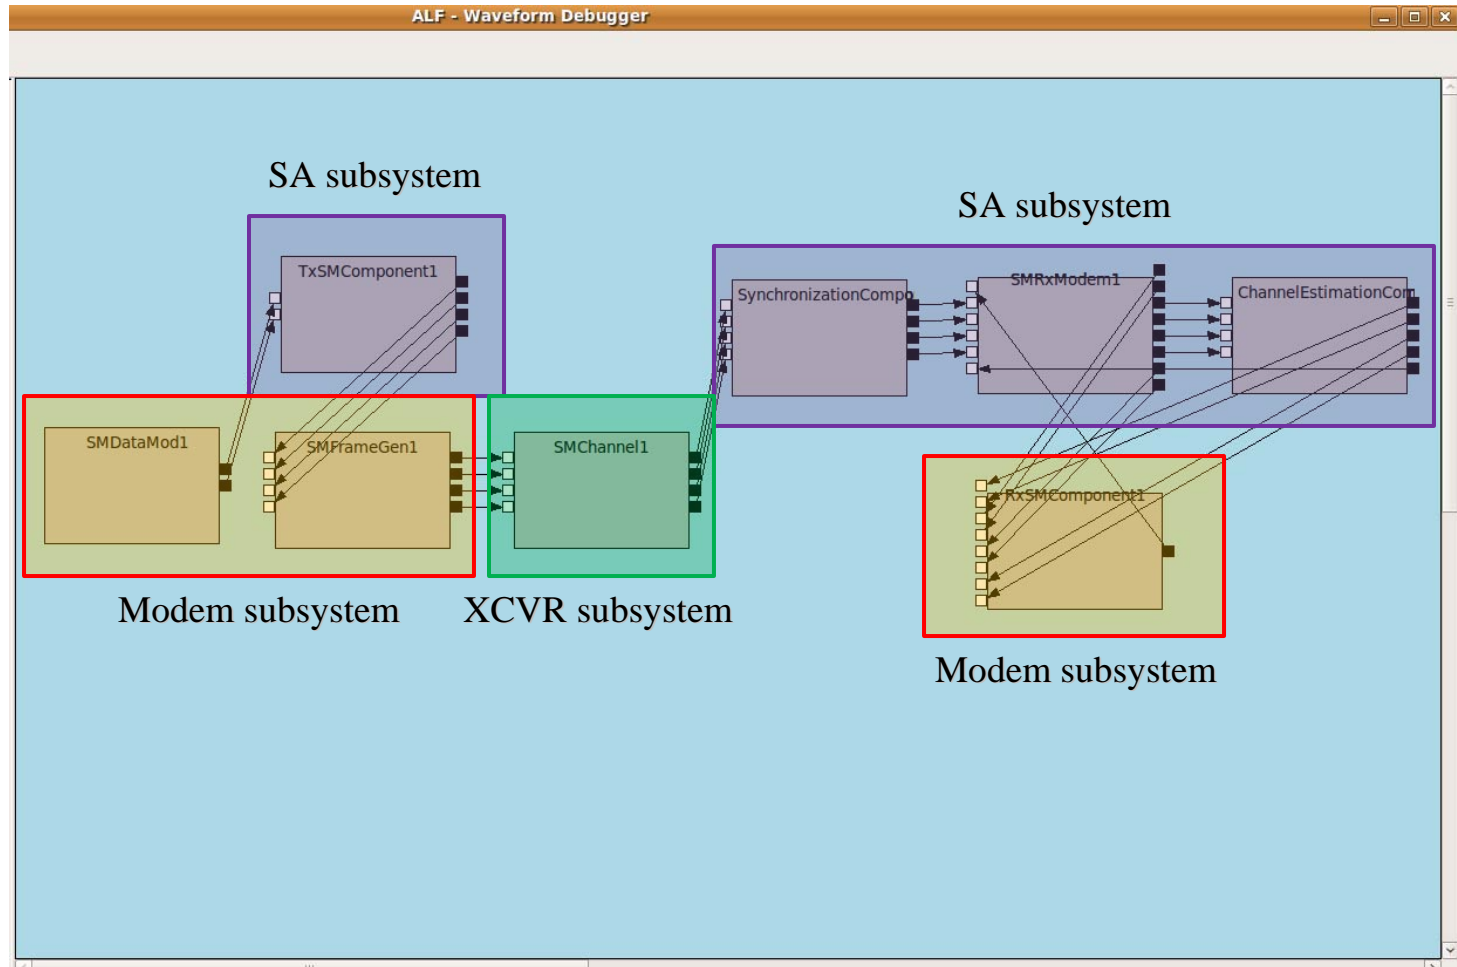 ALF - Waveform Debugger
SA subsystem
SA subsystem
TxSMComponent1
SynchronizationCompo
SMRxModem1
ChannelEstimationCom
SMDataMod1
SMFrameGen1
SMChannel1
RxSMComponent1
Modem subsystem
XCVR subsystem
Modem subsystem